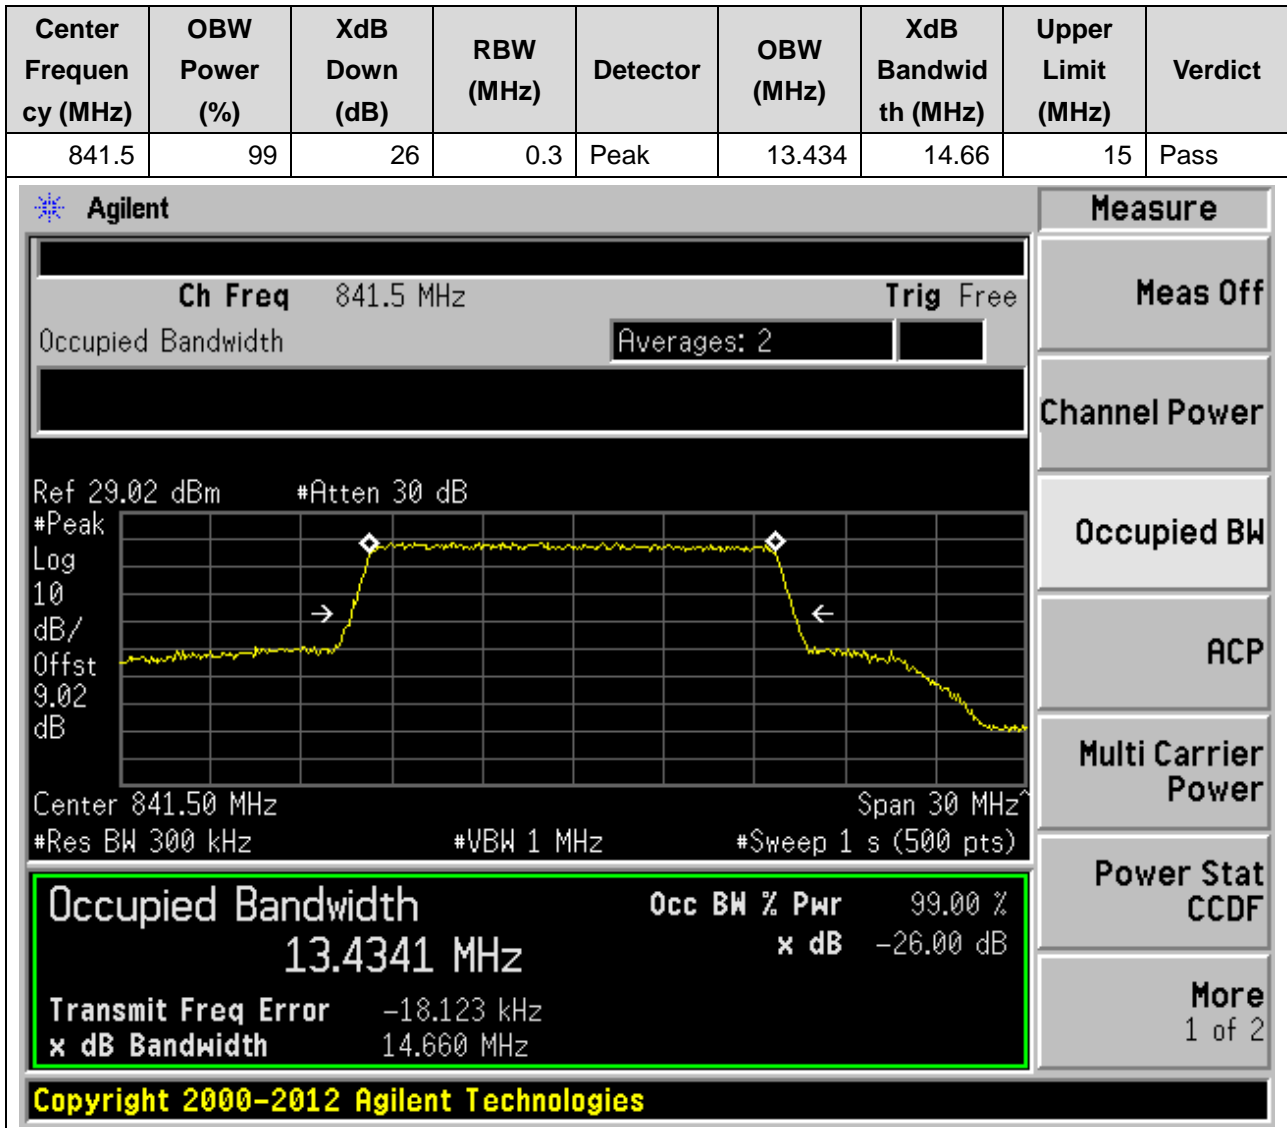 Center Frequen cy (MHz) OBW Power (%) XdB Down (dB) RBW (MHz) Detector OBW (MHz) XdB Bandwid th (MHz) Upper Limit (MHz) Verdict
841.5 99 26 0.3 Peak 13.434 14.66 15 Pass
Agilent
Measure
Ch Freq 841.5 MHz Trig Free
Meas Off
Occupied Bandwidth Averages: 2
Channel Power
Ref 29.02 dBm #Atten 30 dB
#Peak
Log
10
dB/
Offst
9.02
dB
Occupied BW
ACP
Multi Carrier
Power
Center 841.50 MHz Span 30 MHz^
#Res BW 300 kHz #VBW 1 MHz #Sweep 1 s (500 pts)
Power Stat
CCDF
Occupied Bandwidth Occ BW % Pwr 99.00 %
13.4341 MHz x dB -26.00 dB
Transmit Freq Error -18.123 kHz
x dB Bandwidth 14.660 MHz
More
1 of 2
Copyright 2000-2012 Agilent Technologies